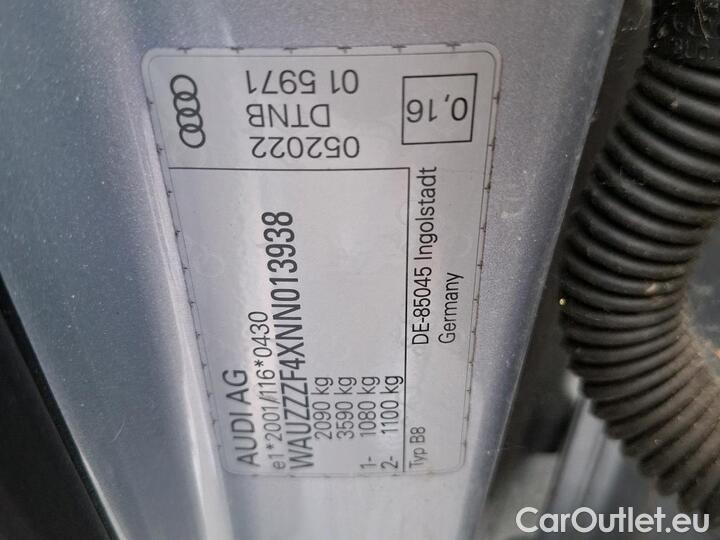 AUDI AG
e1*2001/116*0430
WAUZZZF4XNN013938
2090 kg
3590 kg
1- 1080 kg
2- 1100 kg
Typ B8
DE-85045 Ingolstadt
Germany
052022
DTNB
01 5971
0,16
CarOutlet.eu